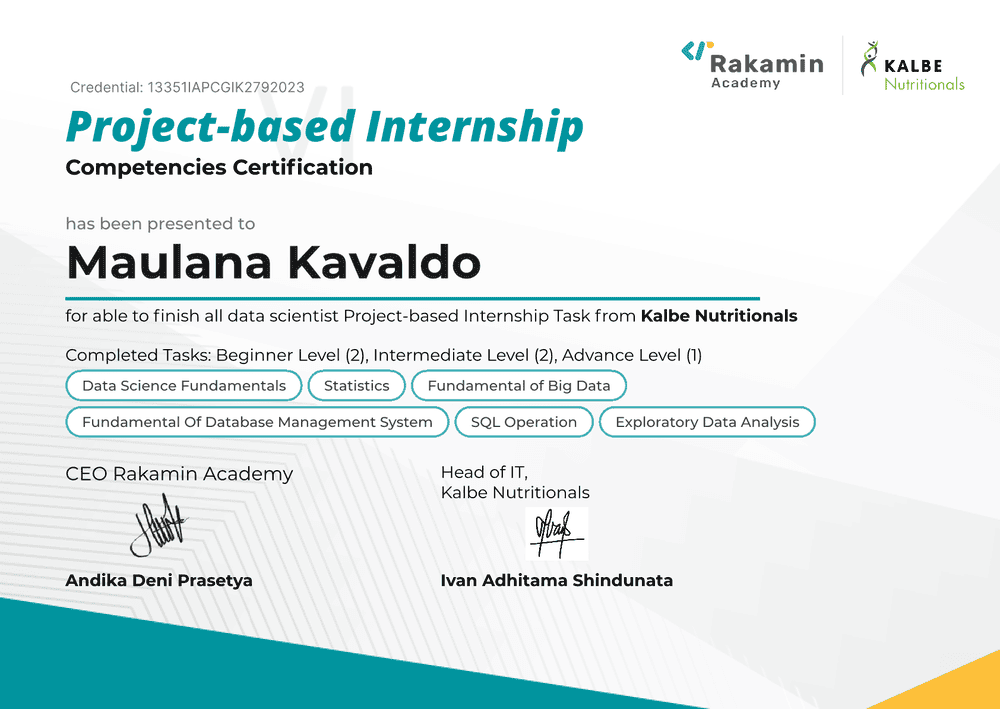 Rakamin
Academy
KALBE
Nutritionals
Credential: 13351IAPCGIK2792023
VI
Project-based Internship
Competencies Certification
has been presented to
Maulana Kavaldo
for able to finish all data scientist Project-based Internship Task from Kalbe Nutritionals
Completed Tasks: Beginner Level (2), Intermediate Level (2), Advance Level (1)
Data Science Fundamentals Statistics Fundamental of Big Data
Fundamental Of Database Management System SQL Operation Exploratory Data Analysis
CEO Rakamin Academy
Head of IT,
Kalbe Nutritionals
Andika Deni Prasetya
Ivan Adhitama Shindunata